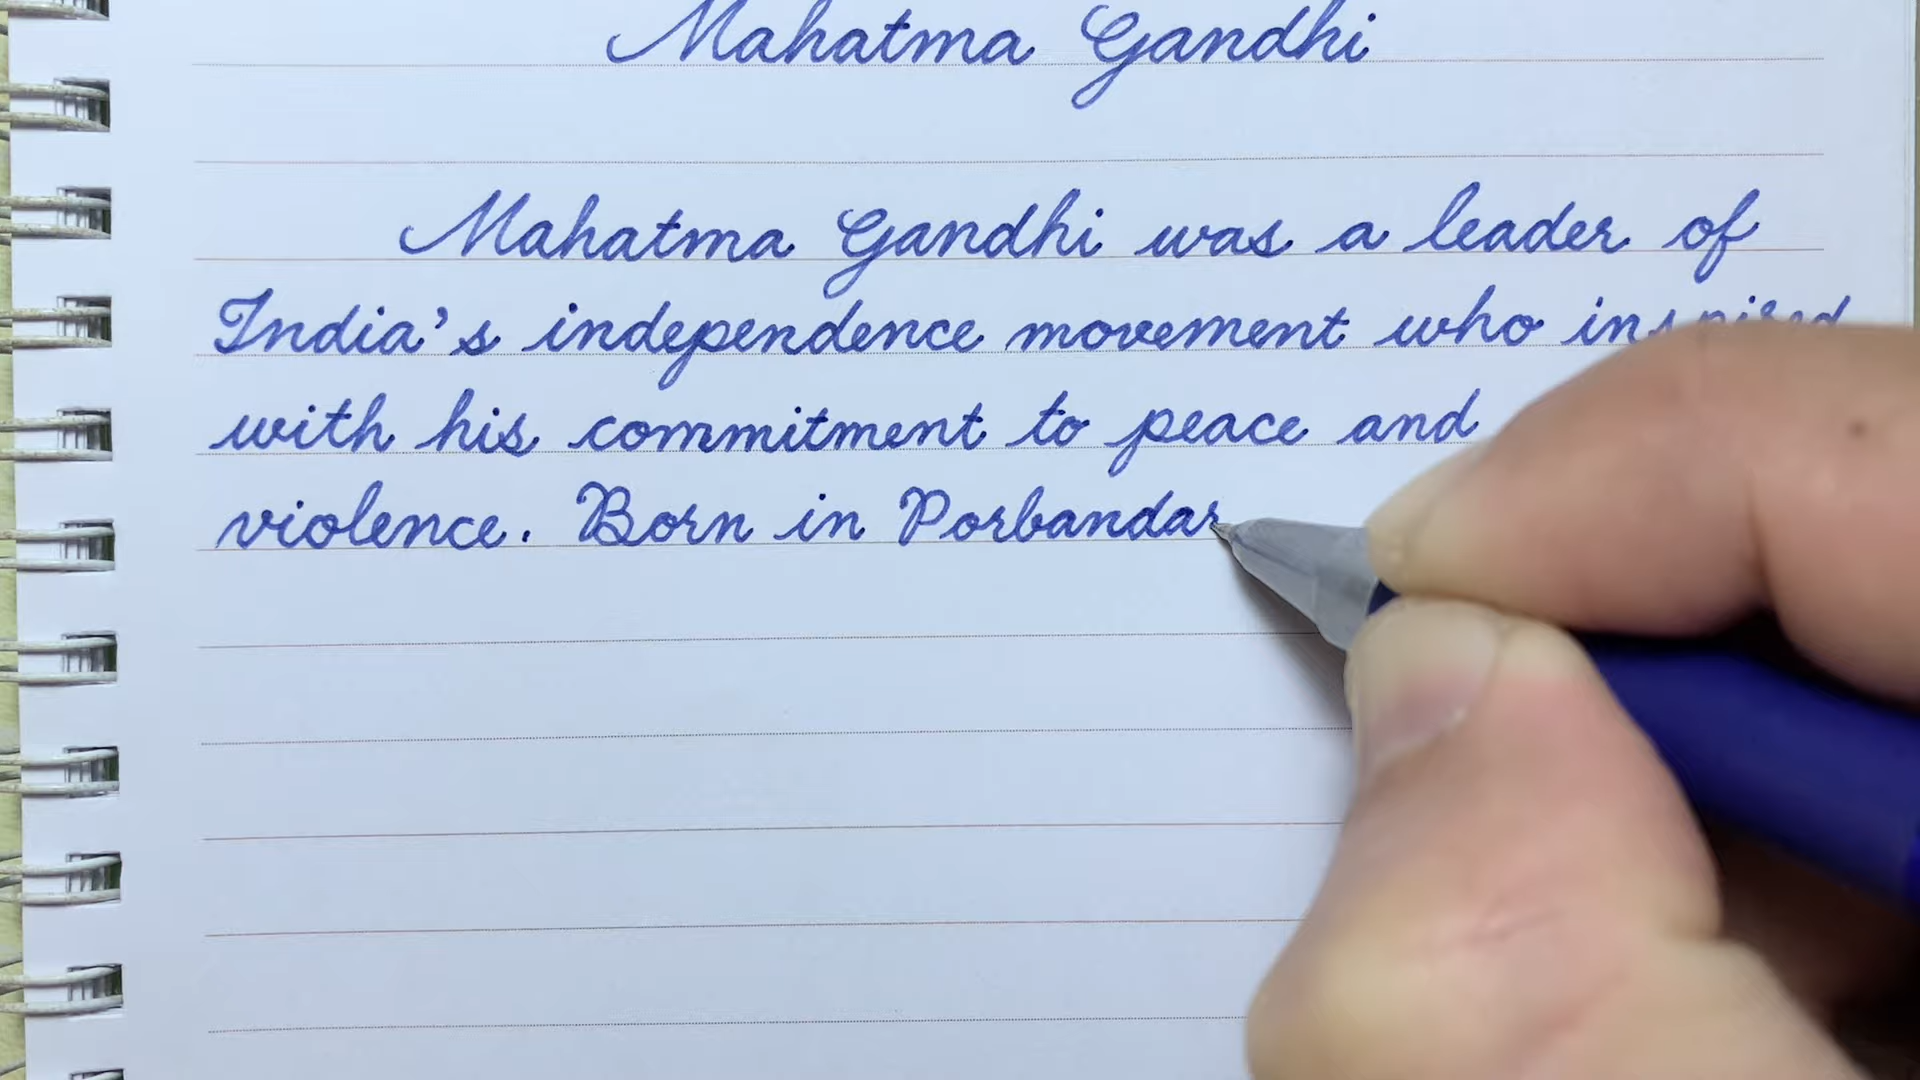 Mahatma Gandhi
Mahatma Gandhi was a leader of
India's independence movement who inspired
with his commitment to peace and
violence. Born in Porbandar